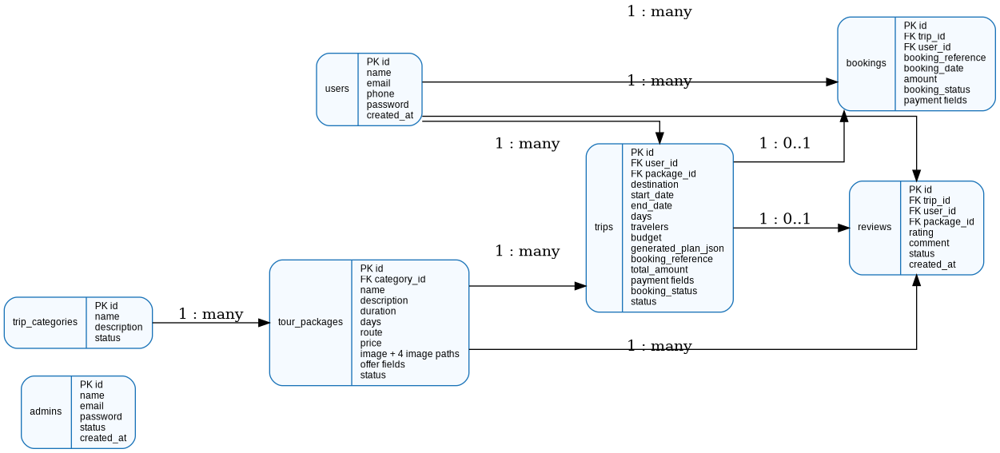 1 : many
bookings
PK id
FK trip_id
FK user_id
booking_reference
booking_date
amount
booking_status
payment fields
users
PK id
name
email
phone
password
created_at
1 : many
1 : many
1 : 0..1
trips
PK id
FK user_id
FK package_id
destination
start_date
end_date
days
travelers
budget
generated_plan_json
booking_reference
total_amount
payment fields
booking_status
status
1 : 0..1
reviews
PK id
FK trip_id
FK user_id
FK package_id
rating
comment
status
created_at
1 : many
trip_categories
PK id
name
description
status
1 : many
tour_packages
PK id
FK category_id
name
description
duration
days
route
price
image + 4 image paths
offer fields
status
1 : many
admins
PK id
name
email
password
status
created_at